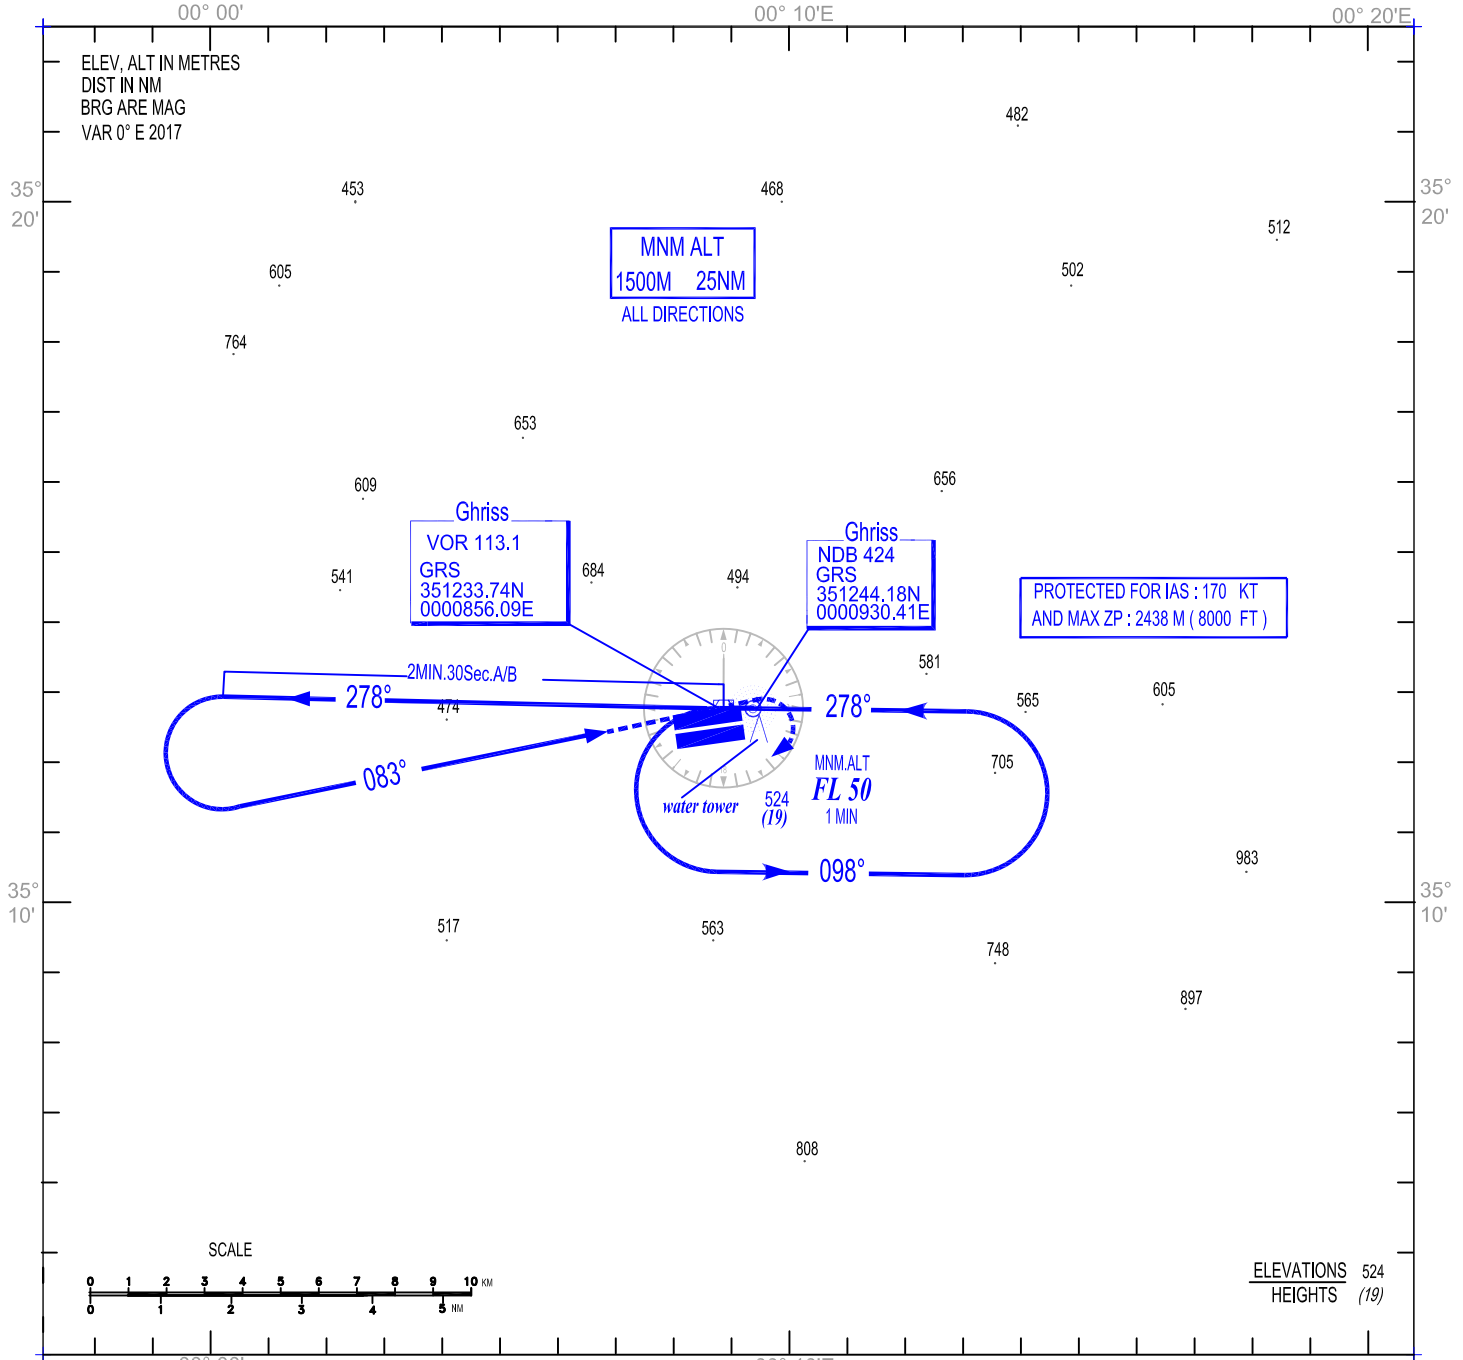 00° 00'
00° 10'E
00° 20'E
ELEV, ALT IN METRES
DIST IN NM
BRG ARE MAG
VAR 0° E 2017
482
35°
20'
453
468
35°
20'
512
MNM ALT
1500M 25NM
ALL DIRECTIONS
605
502
764
653
609
656
Ghriss
VOR 113.1
GRS
351233.74N
0000856.09E
Ghriss
NDB 424
GRS
351244.18N
0000930.41E
541
684
494
PROTECTED FOR IAS : 170 KT
AND MAX ZP : 2438 M ( 8000 FT )
0
581
2MIN.30Sec.A/B
278°
474
278°
565
605
083°
MNM.ALT
FL 50
1 MIN
705
water tower
524
(19)
098°
983
35°
10'
35°
10'
517
563
748
897
808
SCALE
0 1 2 3 4 5 6 7 8 9 10 KM
0 1 2 3 4 5 NM
ELEVATIONS 524
HEIGHTS (19)